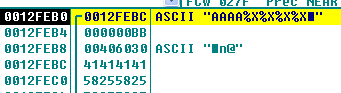 0012FEB0 0012FEBC ASCII "AAAA%X%X%X%X■"
0012FEB4 000000BB
0012FEB8 00406030 ASCII "■n@"
0012FEBC 41414141
0012FEC0 58255825